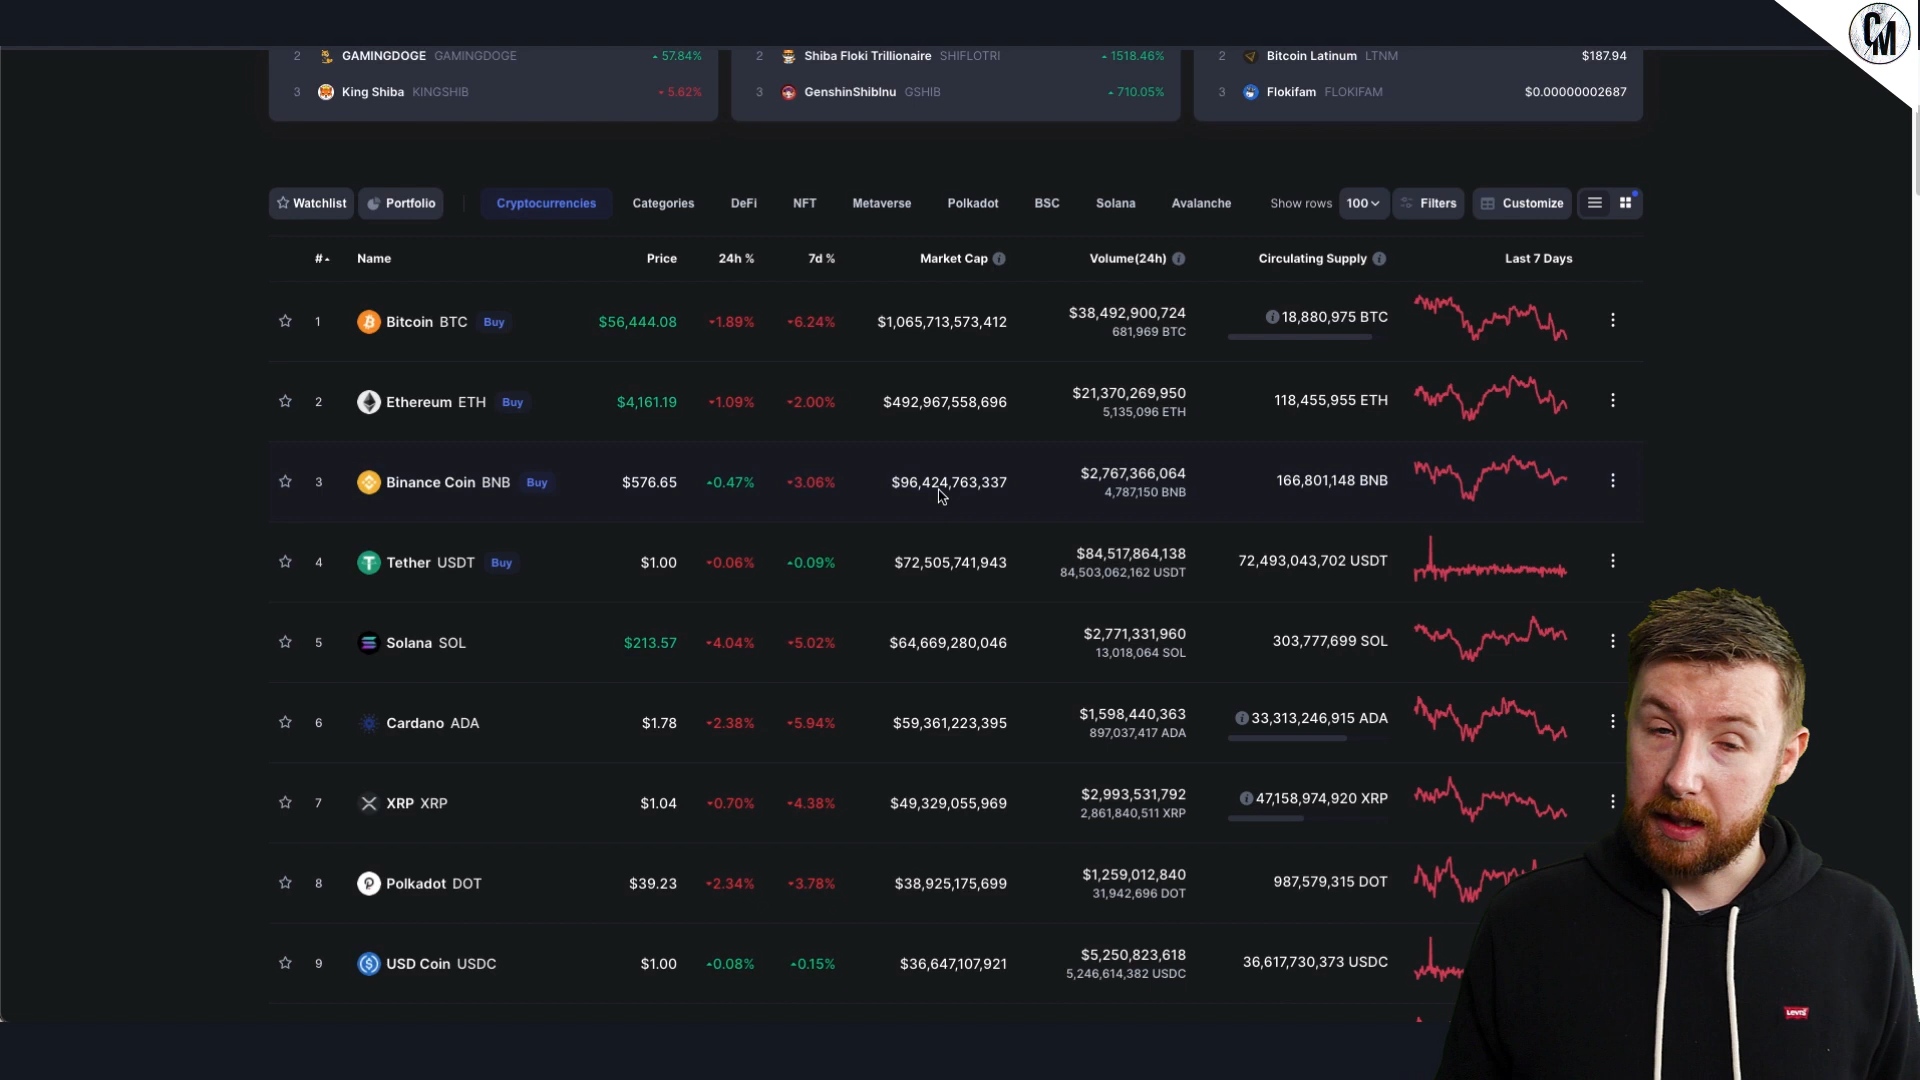 CM
2 GAMINGDOGE GAMINGDOGE 57.84%
2 Shiba Floki Trillionaire SHIFLOTRI 1518.46%
2 Bitcoin Latinum LTNM $187.94
3 King Shiba KINGSHIB 5.62%
3 GenshinShibInu GSHIB 710.05%
3 Flokifam FLOKIFAM $0.00000002687
Watchlist Portfolio Cryptocurrencies Categories DeFi NFT Metaverse Polkadot BSC Solana Avalanche Show rows 100 Filters Customize
# Name Price 24h % 7d % Market Cap Volume(24h) Circulating Supply Last 7 Days
1 Bitcoin BTC Buy $56,444.08 1.89% 6.24% $1,065,713,573,412 $38,492,900,724 18,880,975 BTC
681,969 BTC
2 Ethereum ETH Buy $4,161.19 1.09% 2.00% $492,967,558,696 $21,370,269,950 118,455,955 ETH
5,135,096 ETH
3 Binance Coin BNB Buy $576.65 0.47% 3.06% $96,424,763,337 $2,767,366,064 166,801,148 BNB
4,787,150 BNB
4 Tether USDT Buy $1.00 0.06% 0.09% $72,505,741,943 $84,517,864,138 72,493,043,702 USDT
84,503,062,162 USDT
5 Solana SOL $213.57 4.04% 5.02% $64,669,280,046 $2,771,331,960 303,777,699 SOL
13,018,064 SOL
6 Cardano ADA $1.78 2.38% 5.94% $59,361,223,395 $1,598,440,363 33,313,246,915 ADA
897,037,417 ADA
7 XRP XRP $1.04 0.70% 4.38% $49,329,055,969 $2,993,531,792 47,158,974,920 XRP
2,861,840,511 XRP
8 Polkadot DOT $39.23 2.34% 3.78% $38,925,175,699 $1,259,012,840 987,579,315 DOT
31,942,696 DOT
9 USD Coin USDC $1.00 0.08% 0.15% $36,647,107,921 $5,250,823,618 36,617,730,373 USDC
5,246,614,382 USDC
Levi's